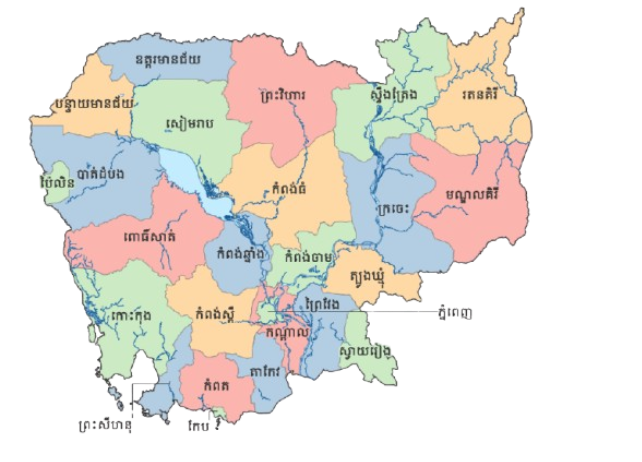 ឧត្តរមានជ័យ
ព្រះវិហារ
ស្ទឹងត្រែង
រតនគិរី
បន្ទាយមានជ័យ
សៀមរាប
ប៉ៃលិន
បាត់ដំបង
កំពង់ធំ
ក្រចេះ
មណ្ឌលគិរី
ពោធិ៍សាត់
កំពង់ឆ្នាំង
កំពង់ចាម
ត្បូងឃ្មុំ
កោះកុង
កំពង់ស្ពឺ
ព្រៃវែង
ភ្នំពេញ
កណ្តាល
ស្វាយរៀង
កំពត
តាកែវ
ព្រះសីហនុ
កែប